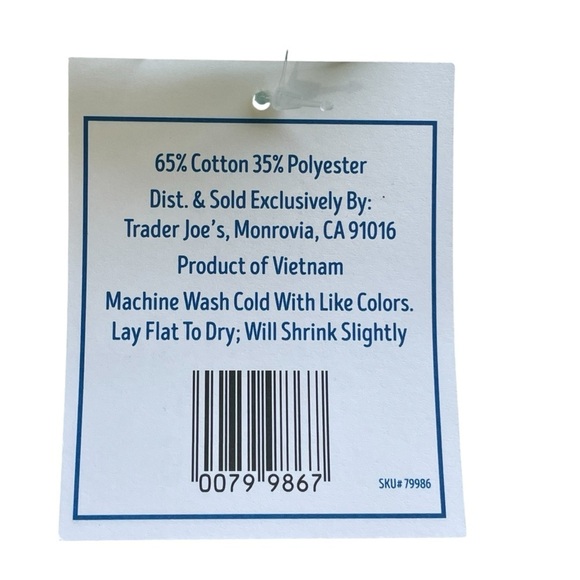 65% Cotton 35% Polyester
Dist. & Sold Exclusively By:
Trader Joe's, Monrovia, CA 91016
Product of Vietnam
Machine Wash Cold With Like Colors.
Lay Flat To Dry; Will Shrink Slightly
0079 9867
SKU# 79986